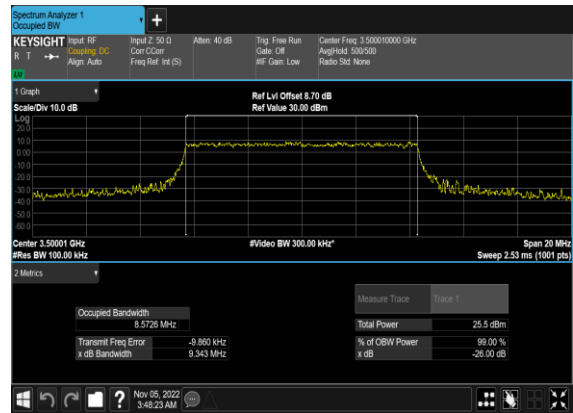 Spectrum Analyzer 1
Occupied BW
+
KEYSIGHT Input: RF Input Z: 50 Ω Atten: 40 dB Trig: Free Run Center Freq: 3.500010000 GHz
R T Coupling: DC Corr CCorr Gate: Off Avg|Hold: 500/500
Align: Auto Freq Ref: Int (S) #IF Gain: Low Radio Std: None
LXI
1 Graph
Ref Lvl Offset 8.70 dB
Scale/Div 10.0 dB Ref Value 30.00 dBm
Log
20.0
10.0
0.00
-10.0
-20.0
-30.0
-40.0
-50.0
-60.0
Center 3.50001 GHz #Video BW 300.00 kHz* Span 20 MHz
#Res BW 100.00 kHz Sweep 2.53 ms (1001 pts)
2 Metrics
Measure Trace Trace 1
Occupied Bandwidth
8.5726 MHz Total Power 25.5 dBm
Transmit Freq Error -9.860 kHz % of OBW Power 99.00 %
x dB Bandwidth 9.343 MHz x dB -26.00 dB
? Nov 05, 2022
3:48:23 AM